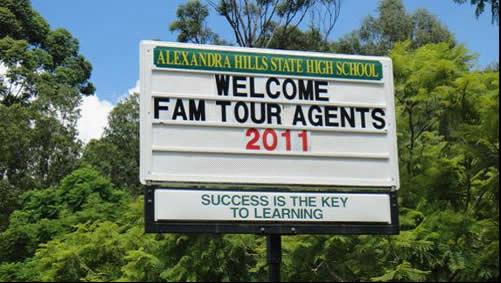 ALEXANDRA HILLS STATE HIGH SCHOOL
WELCOME
FAM TOUR AGENTS
2011
SUCCESS IS THE KEY
TO LEARNING